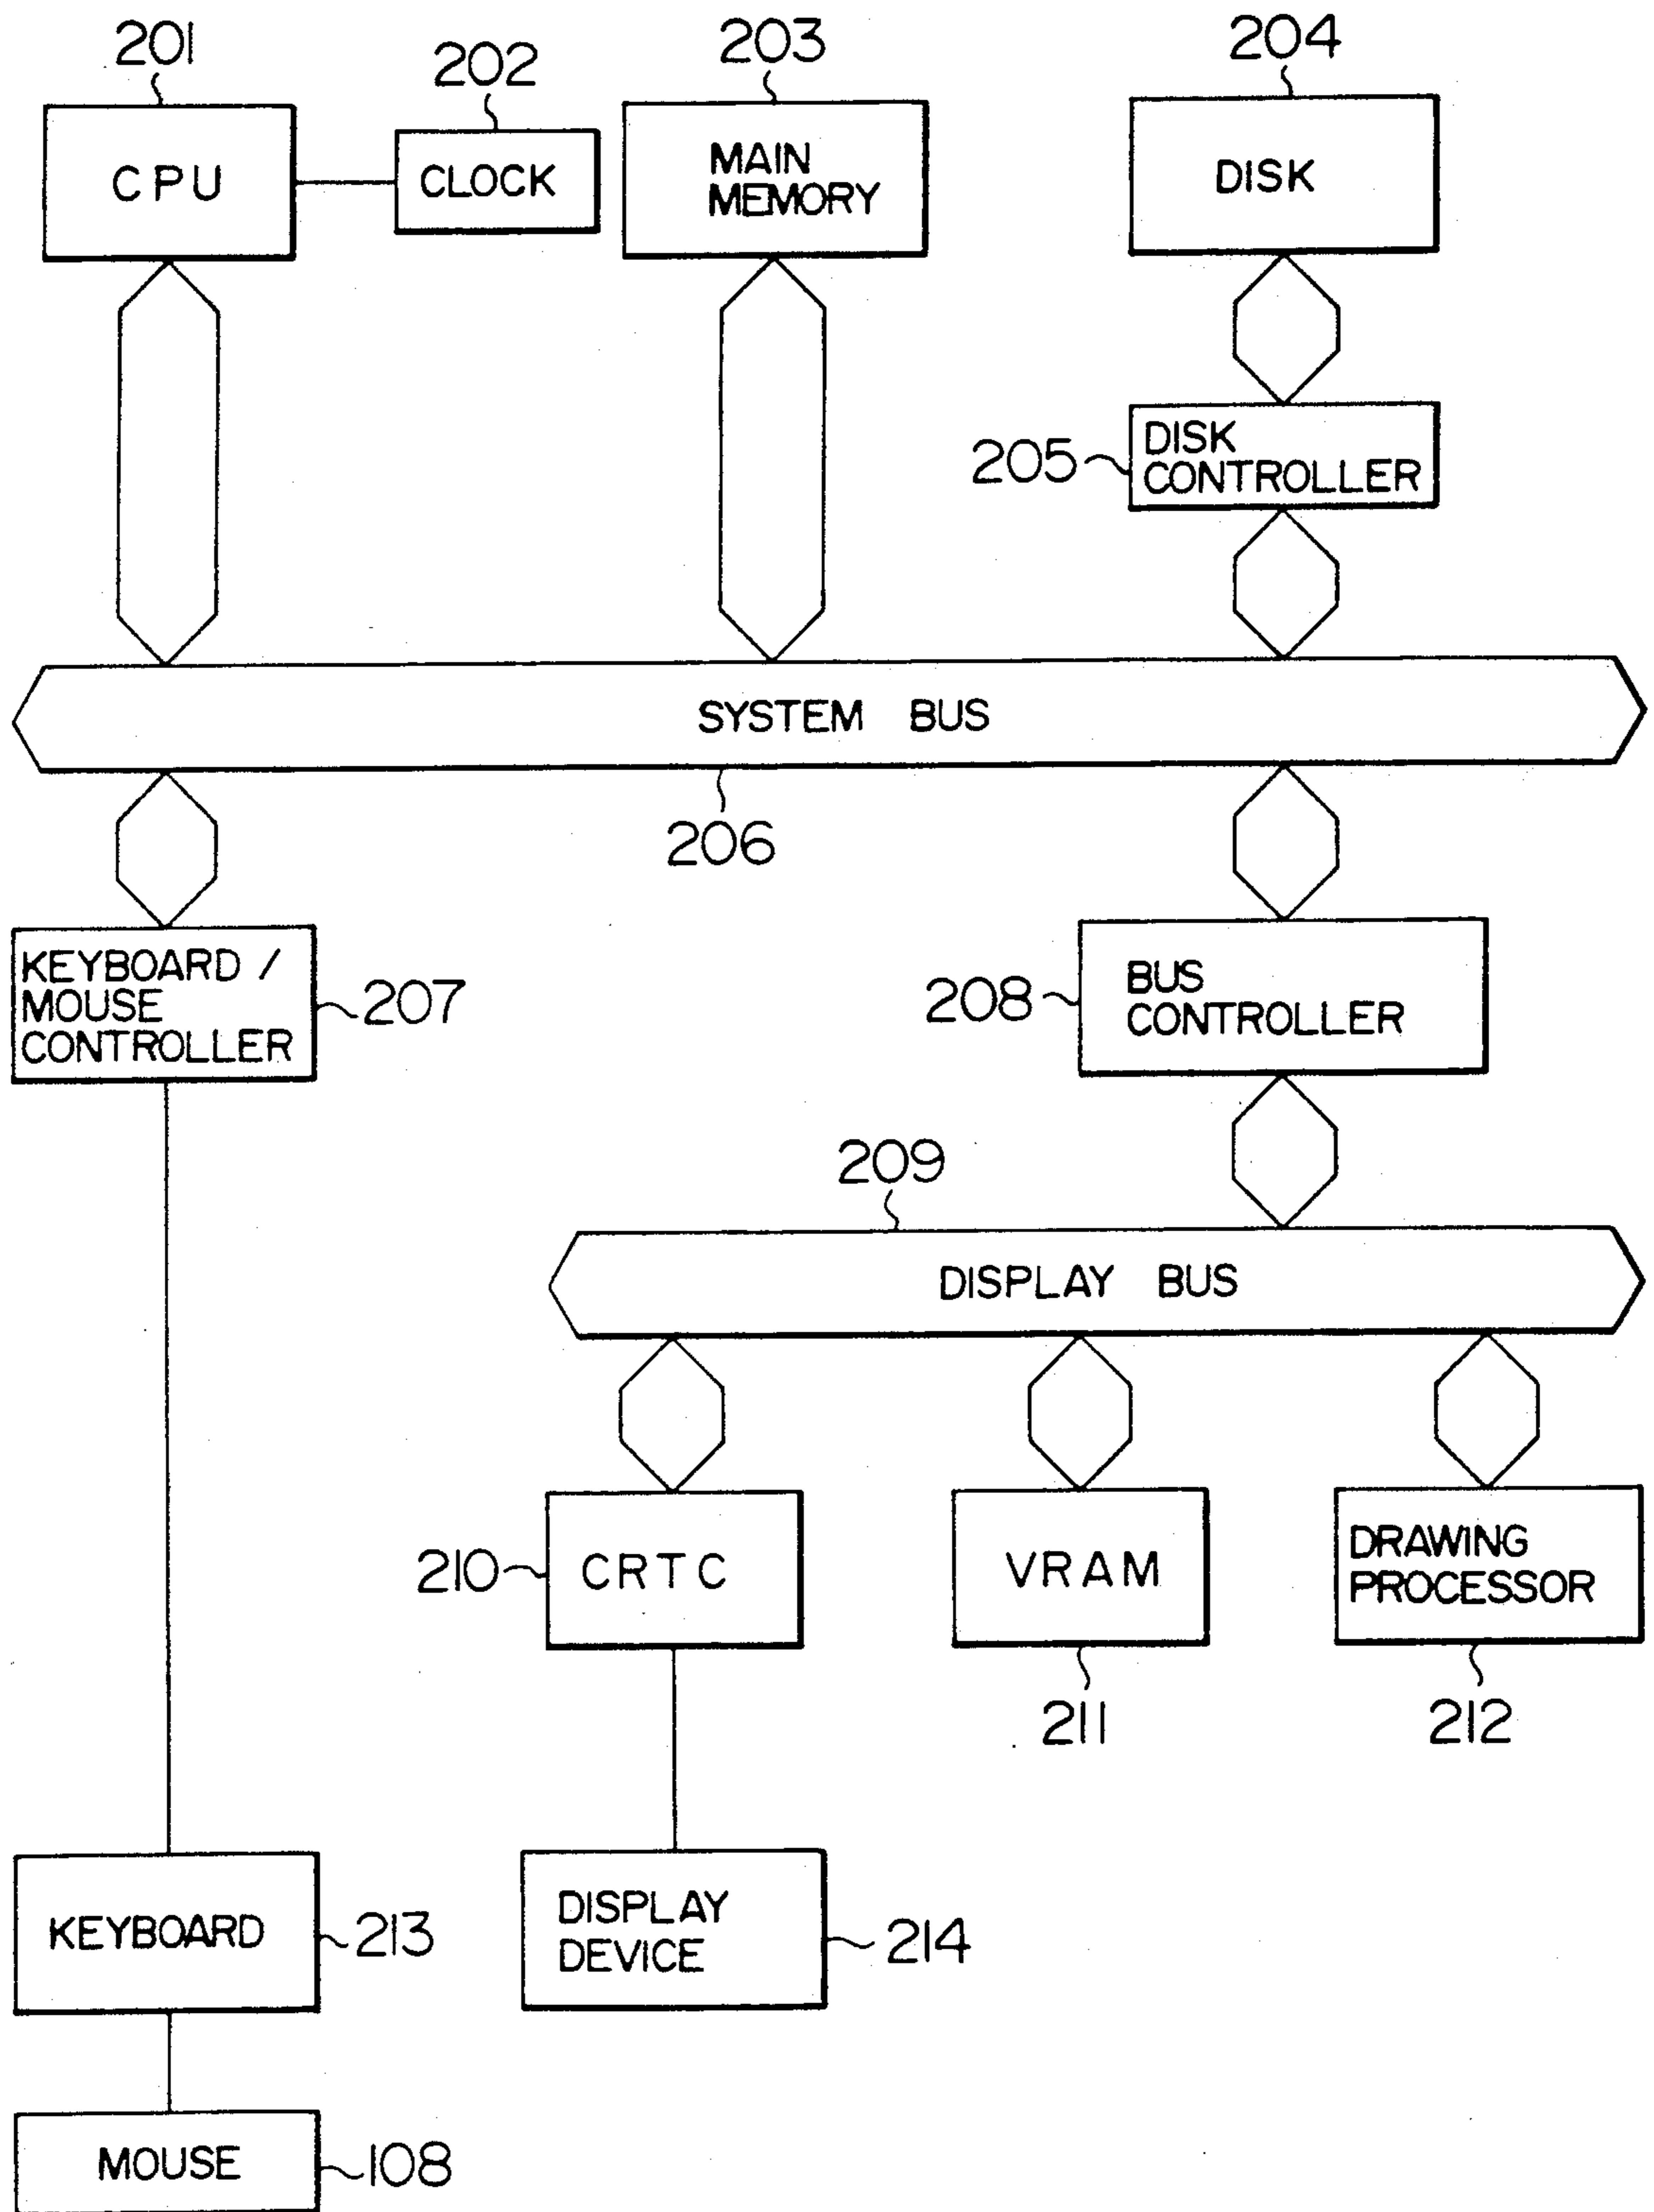 201
202
203
204
CPU
CLOCK
MAIN
MEMORY
DISK
205
DISK
CONTROLLER
SYSTEM BUS
206
KEYBOARD /
MOUSE
CONTROLLER
207
208
BUS
CONTROLLER
209
DISPLAY BUS
210
CRTC
VRAM
DRAWING
PROCESSOR
211
212
KEYBOARD
213
DISPLAY
DEVICE
214
MOUSE
108